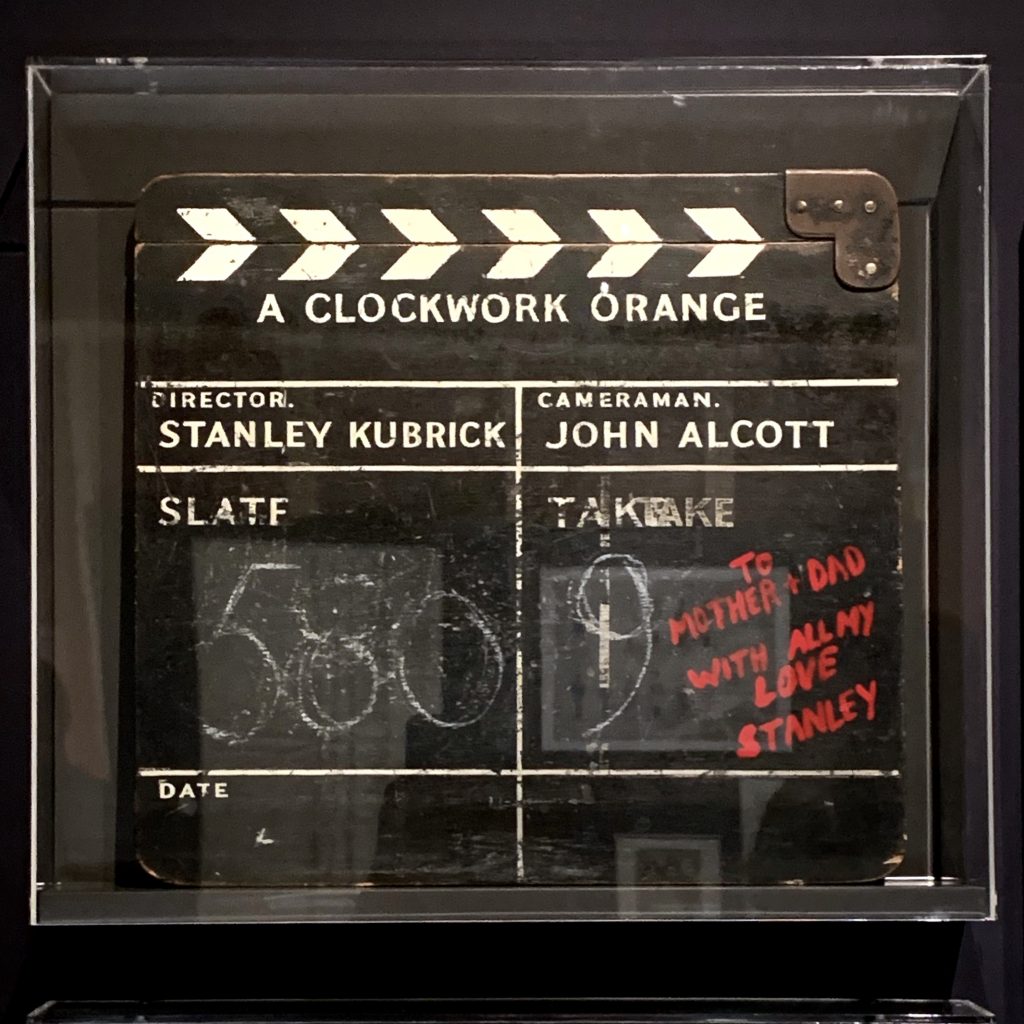 A CLOCKWORK ORANGE
DIRECTOR.
STANLEY KUBRICK
CAMERAMAN.
JOHN ALCOTT
SLATE
580
TAKE
9
TO
MOTHER + DAD
WITH ALL MY
LOVE
STANLEY
DATE